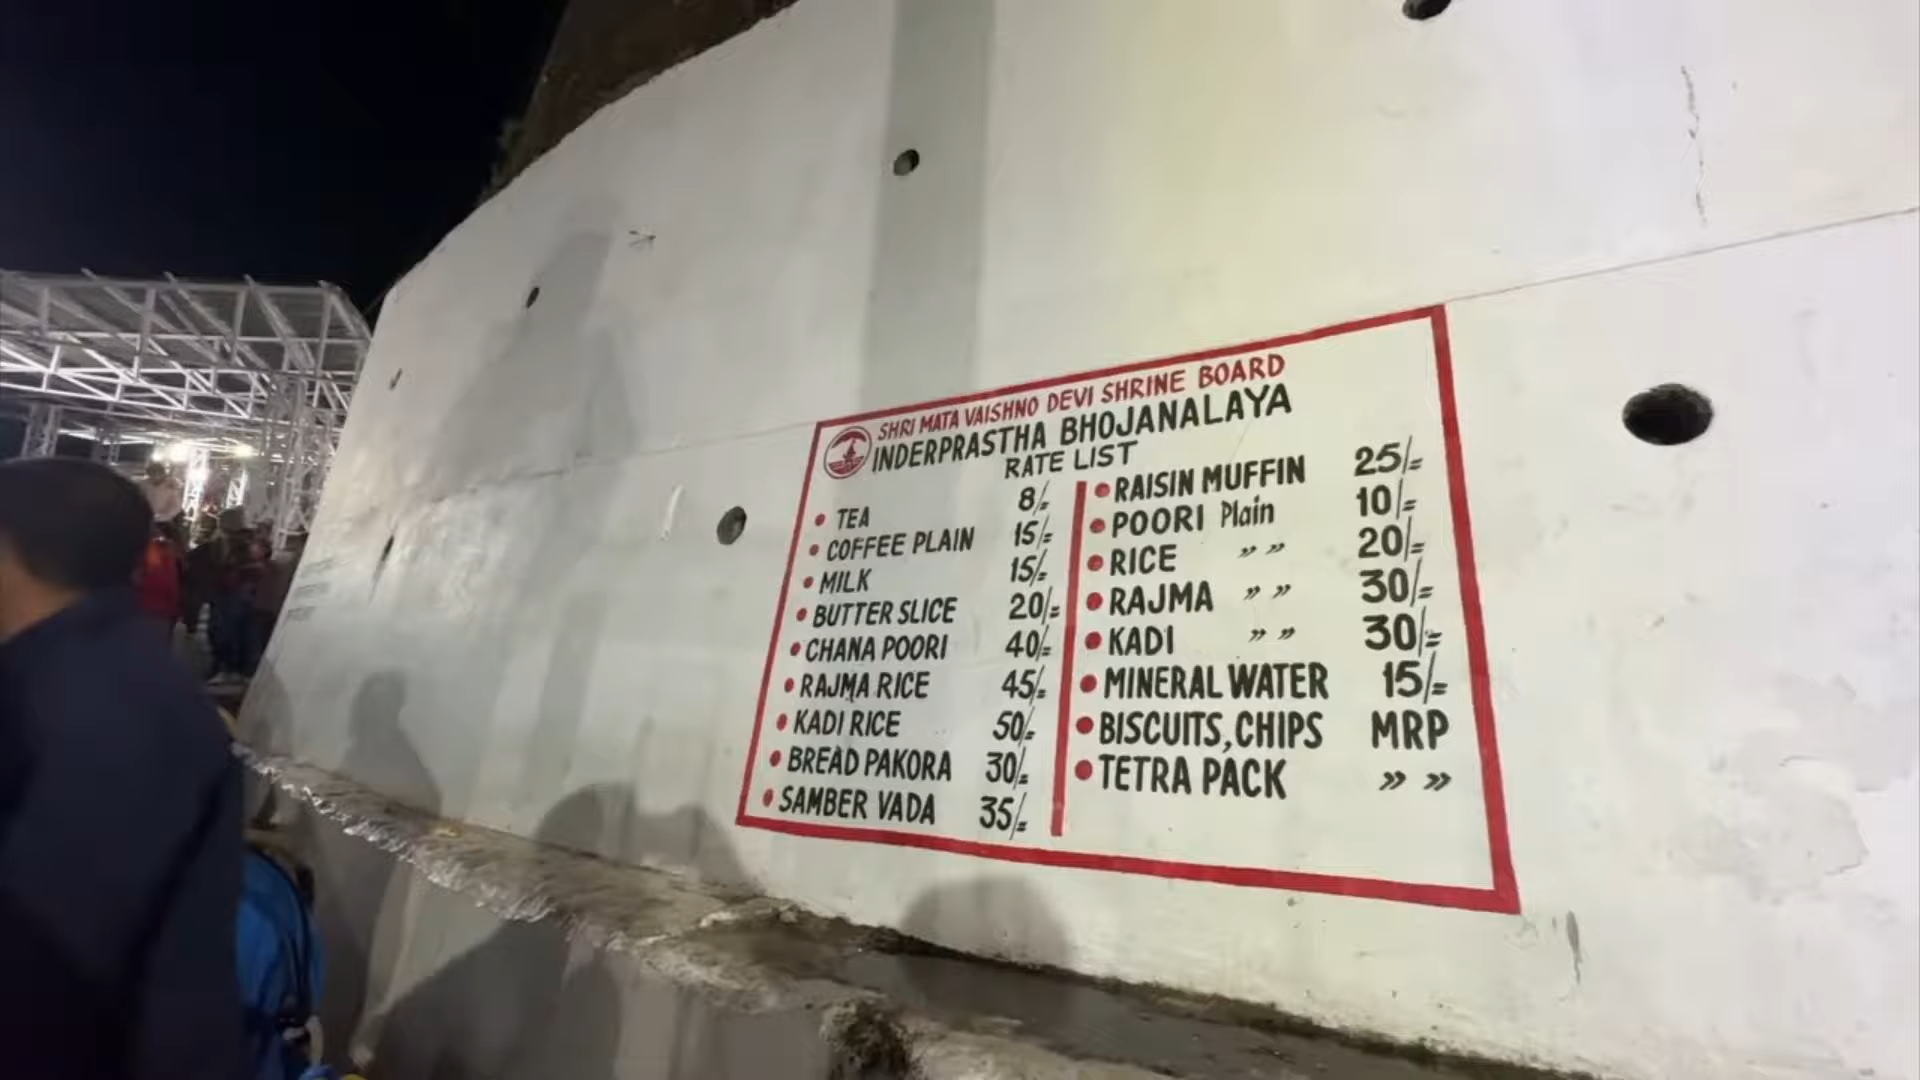 SHRI MATA VAISHNO DEVI SHRINE BOARD
INDERPRASTHA BHOJANALAYA
RATE LIST
• TEA 8/-
• COFFEE PLAIN 15/=
• MILK 15/=
• BUTTER SLICE 20/=
• CHANA POORI 40/=
• RAJMA RICE 45/=
• KADI RICE 50/=
• BREAD PAKORA 30/=
• SAMBER VADA 35/=
• RAISIN MUFFIN 25/=
• POORI Plain 10/=
• RICE ” ” 20/=
• RAJMA ” ” 30/=
• KADI ” ” 30/=
• MINERAL WATER 15/=
• BISCUITS, CHIPS MRP
• TETRA PACK ” ”